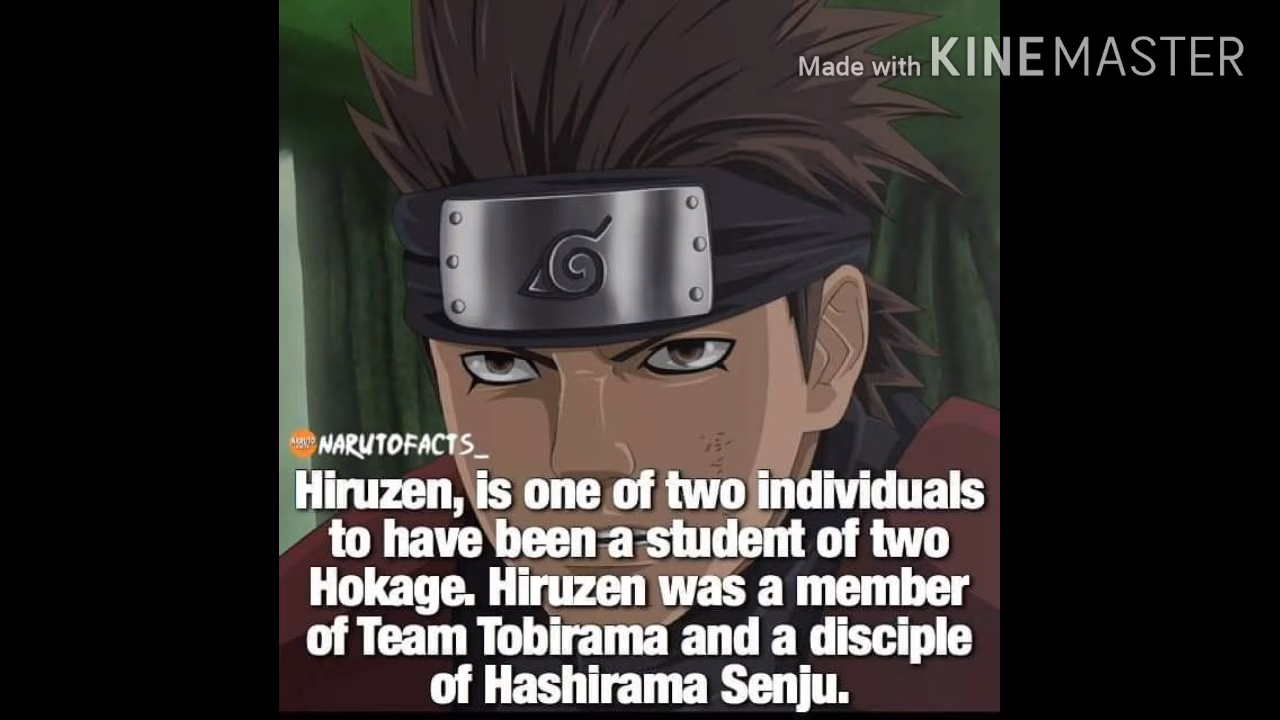 Made with KINEMASTER
NARUTOFACTS_
Hiruzen, is one of two individuals
to have been a student of two
Hokage. Hiruzen was a member
of Team Tobirama and a disciple
of Hashirama Senju.